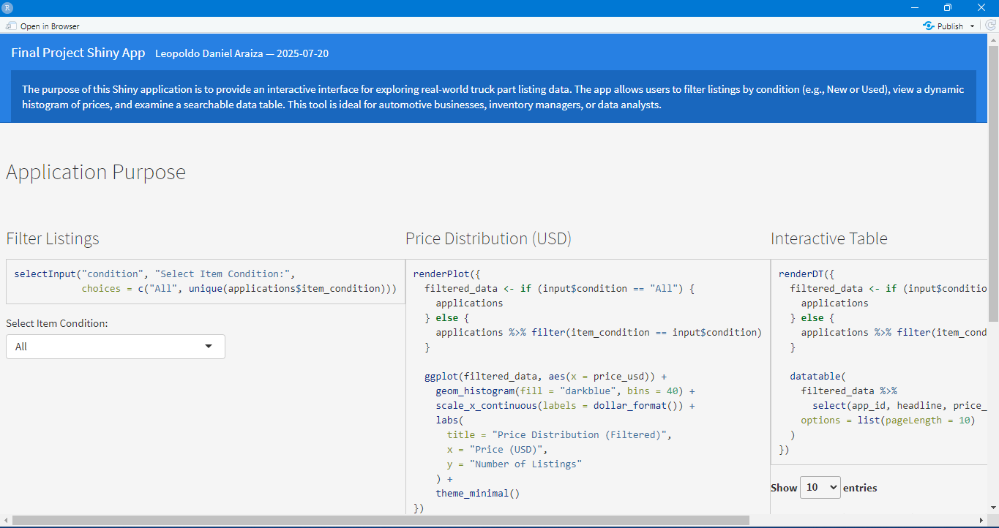 R
Open in Browser
Publish
Final Project Shiny App Leopoldo Daniel Araiza — 2025-07-20
The purpose of this Shiny application is to provide an interactive interface for exploring real-world truck part listing data. The app allows users to filter listings by condition (e.g., New or Used), view a dynamic
histogram of prices, and examine a searchable data table. This tool is ideal for automotive businesses, inventory managers, or data analysts.
Application Purpose
Filter Listings
selectInput("condition", "Select Item Condition:",
            choices = c("All", unique(applications$item_condition)))
Select Item Condition:
All
Price Distribution (USD)
renderPlot({
  filtered_data <- if (input$condition == "All") {
    applications
  } else {
    applications %>% filter(item_condition == input$condition)
  }
  ggplot(filtered_data, aes(x = price_usd)) +
    geom_histogram(fill = "darkblue", bins = 40) +
    scale_x_continuous(labels = dollar_format()) +
    labs(
      title = "Price Distribution (Filtered)",
      x = "Price (USD)",
      y = "Number of Listings"
    ) +
    theme_minimal()
})
Interactive Table
renderDT({
  filtered_data <- if (input$conditio
    applications
  } else {
    applications %>% filter(item_cond
  }
  datatable(
    filtered_data %>%
      select(app_id, headline, price_
    options = list(pageLength = 10)
  )
})
Show 10 entries